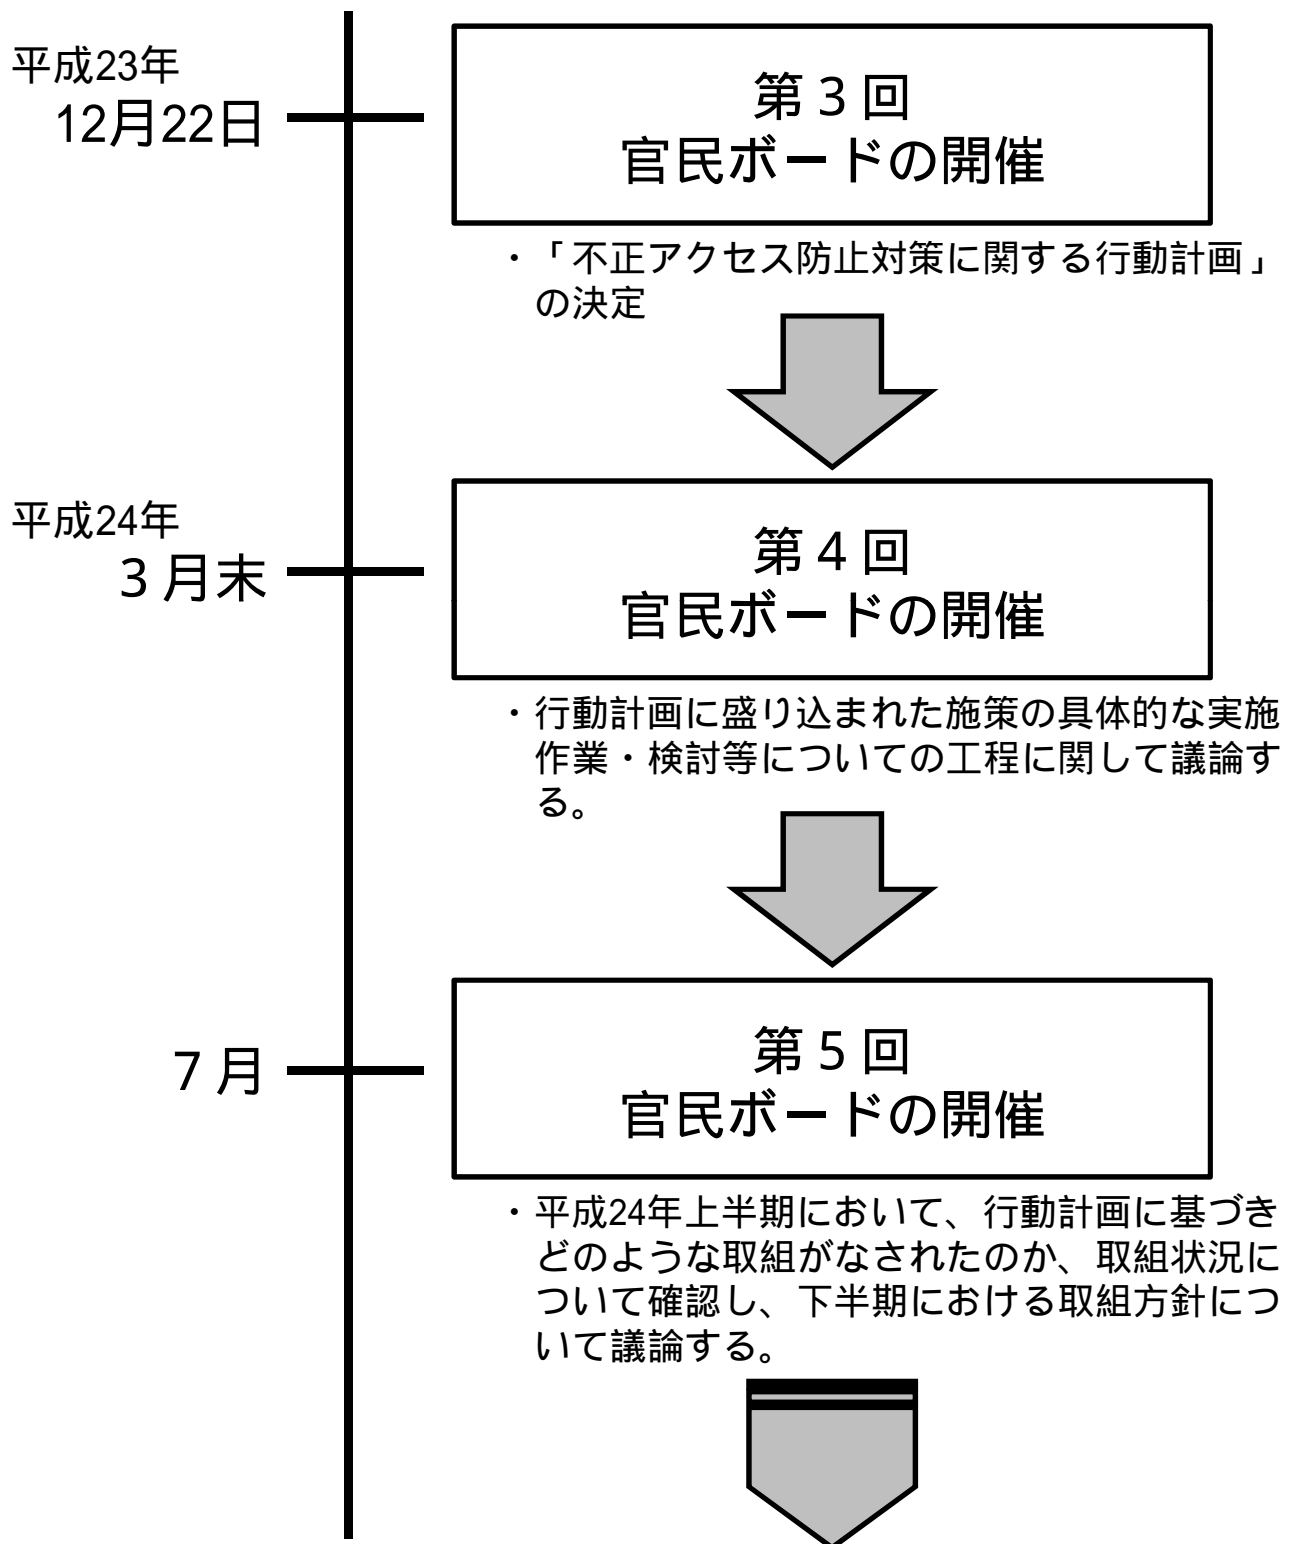 平成23年
12月22日
第３回
官民ボードの開催
・「不正アクセス防止対策に関する行動計画」
の決定
平成24年
３月末
第４回
官民ボードの開催
・行動計画に盛り込まれた施策の具体的な実施
作業・検討等についての工程に関して議論す
る。
７月
第５回
官民ボードの開催
・平成24年上半期において、行動計画に基づき
どのような取組がなされたのか、取組状況に
ついて確認し、下半期における取組方針につ
いて議論する。